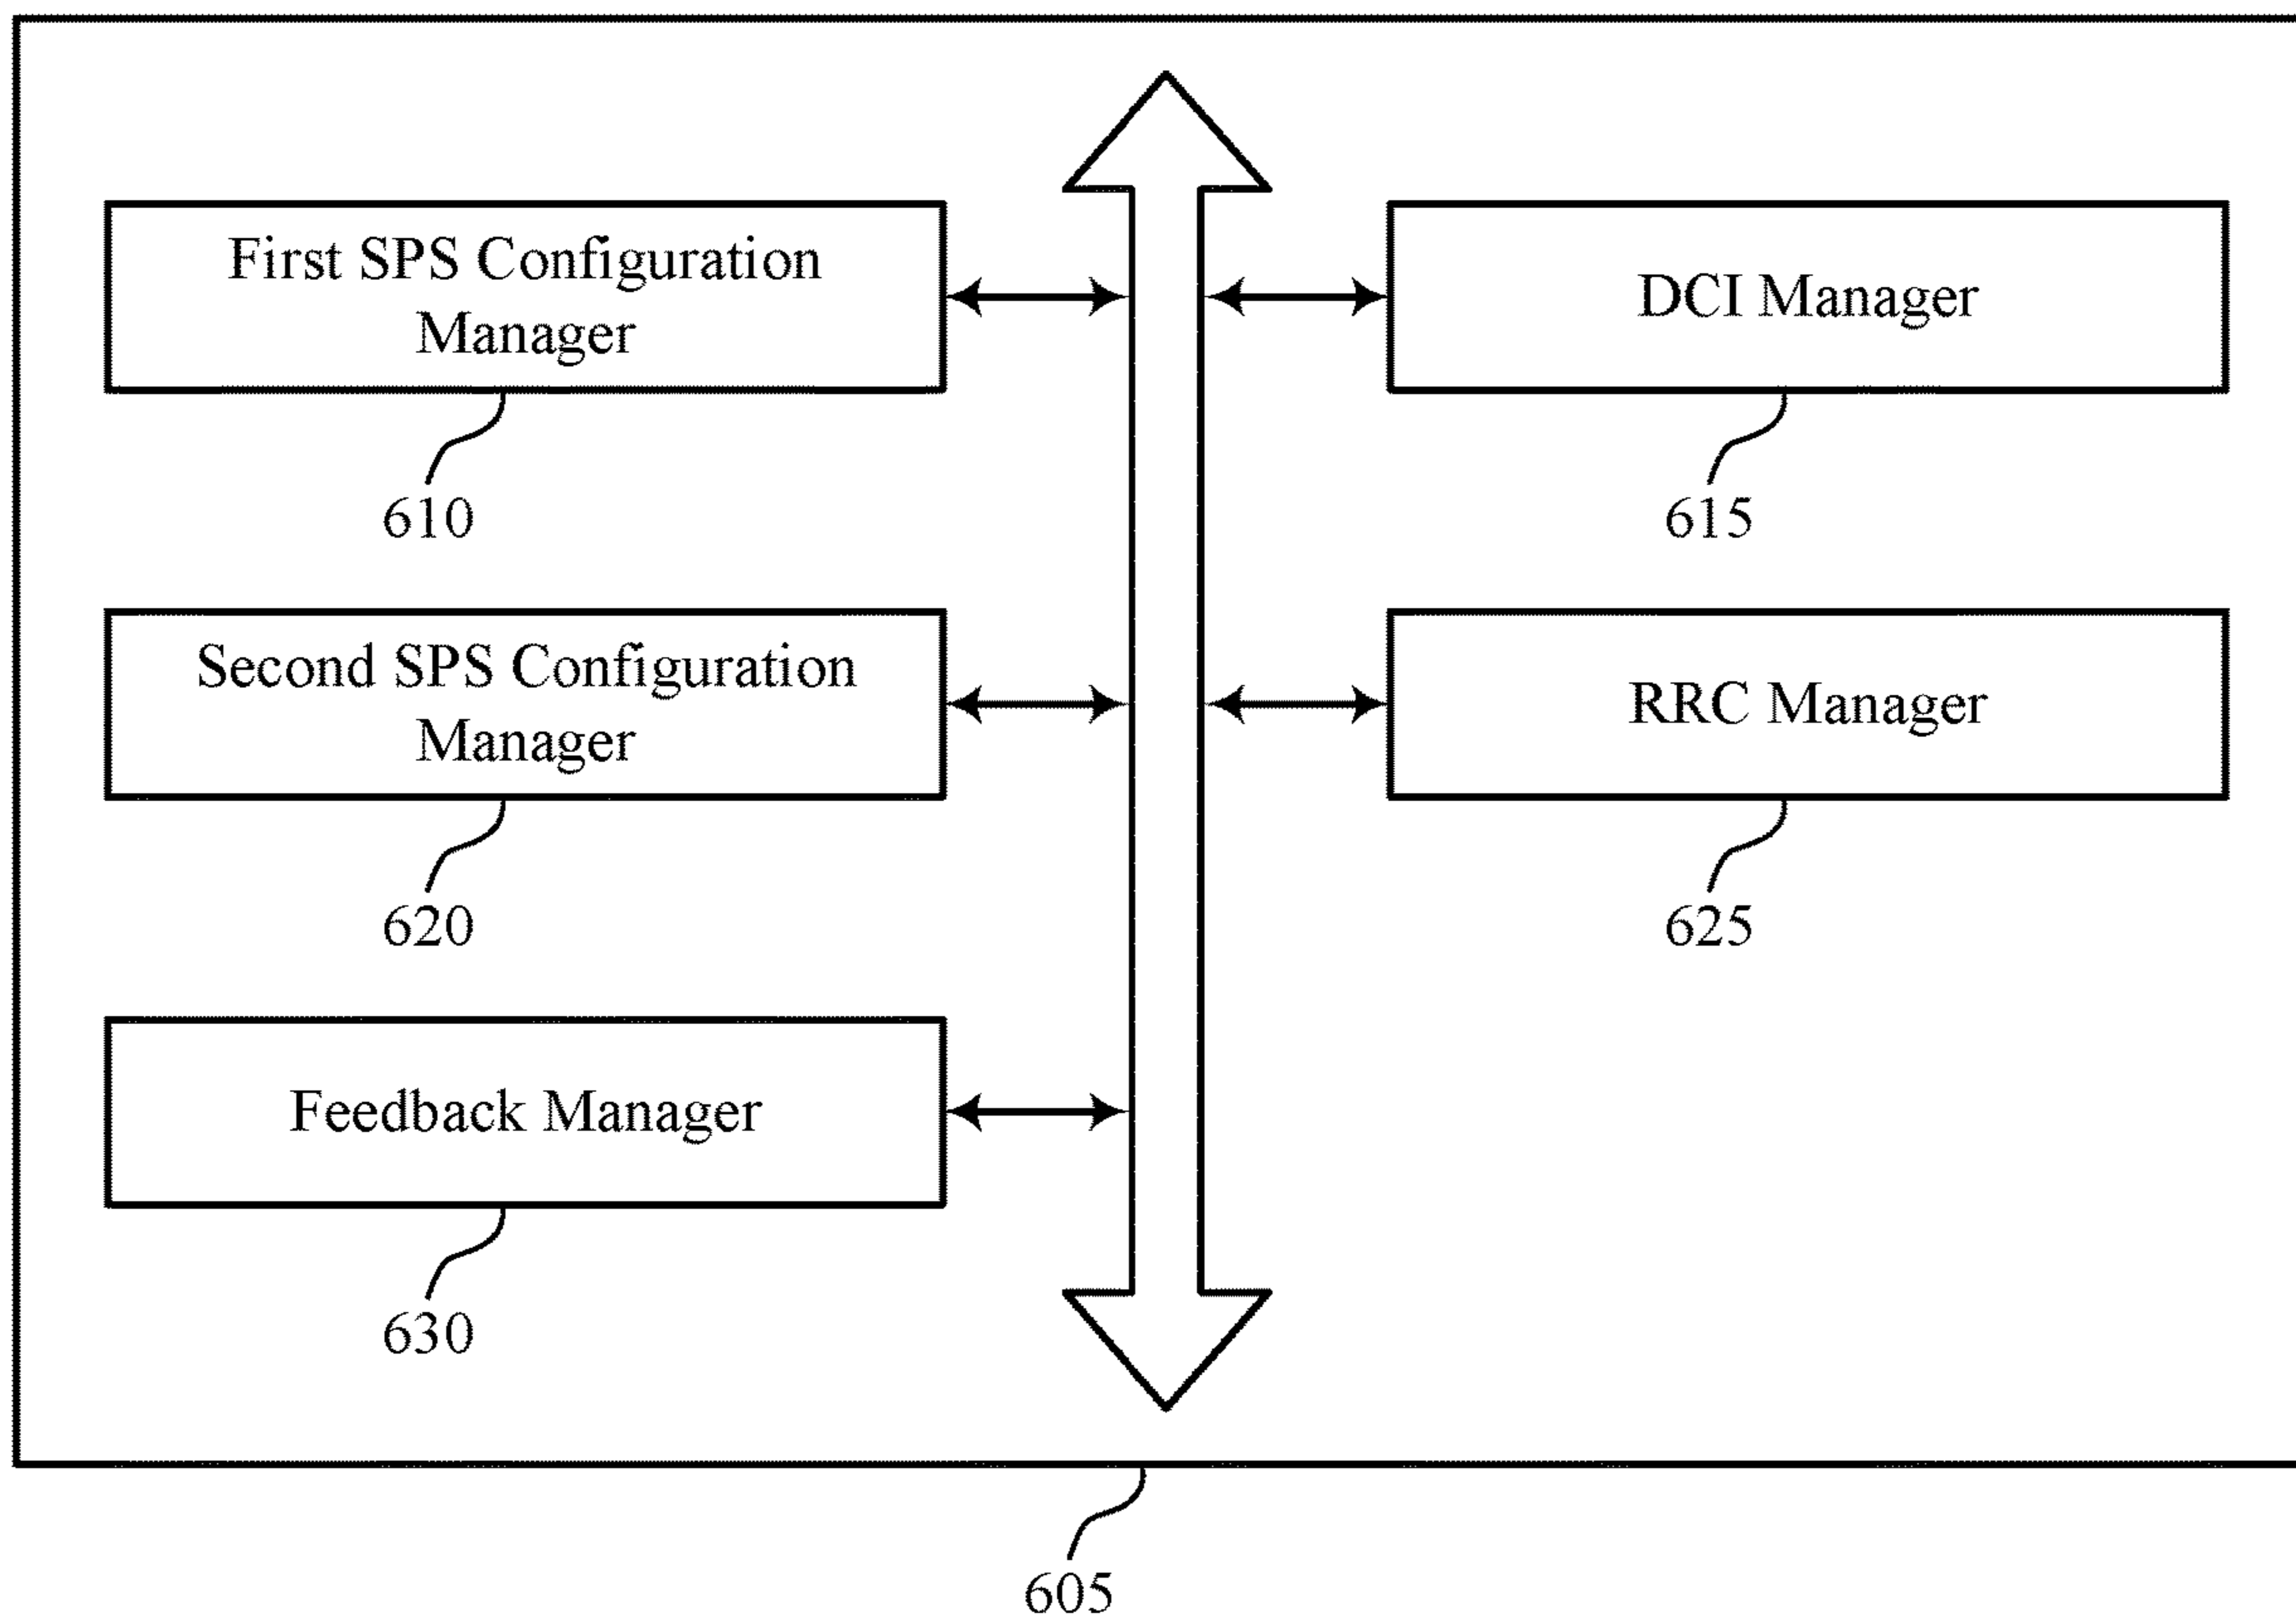 First SPS Configuration
Manager
610
DCI Manager
615
Second SPS Configuration
Manager
620
RRC Manager
625
Feedback Manager
630
605